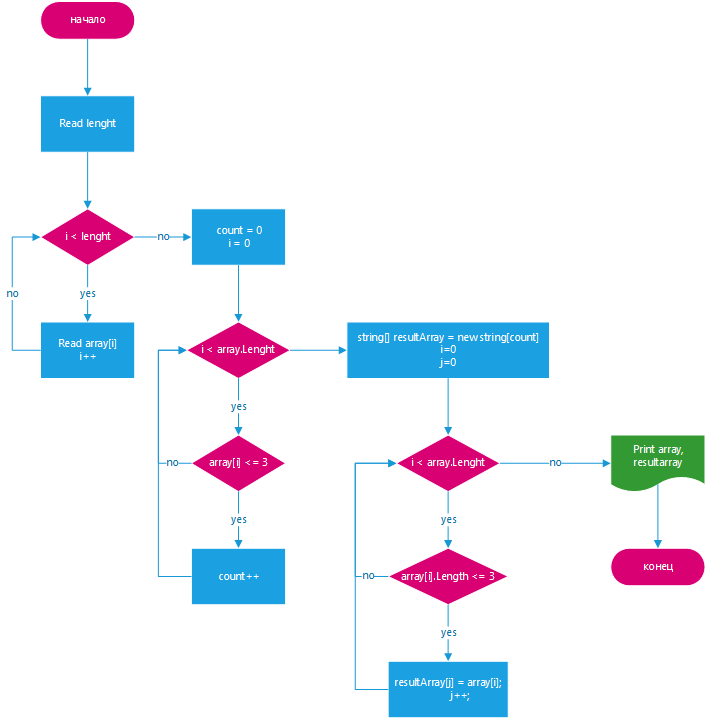 начало
Read lenght
i < lenght
no
yes
no
Read array[i]
i++
count = 0
i = 0
i < array.Lenght
yes
array[i] <= 3
no
yes
count++
string[] resultArray = new string[count]
i=0
j=0
i < array.Lenght
no
yes
array[i].Length <= 3
no
yes
resultArray[j] = array[i];
j++;
Print array,
resultarray
конец